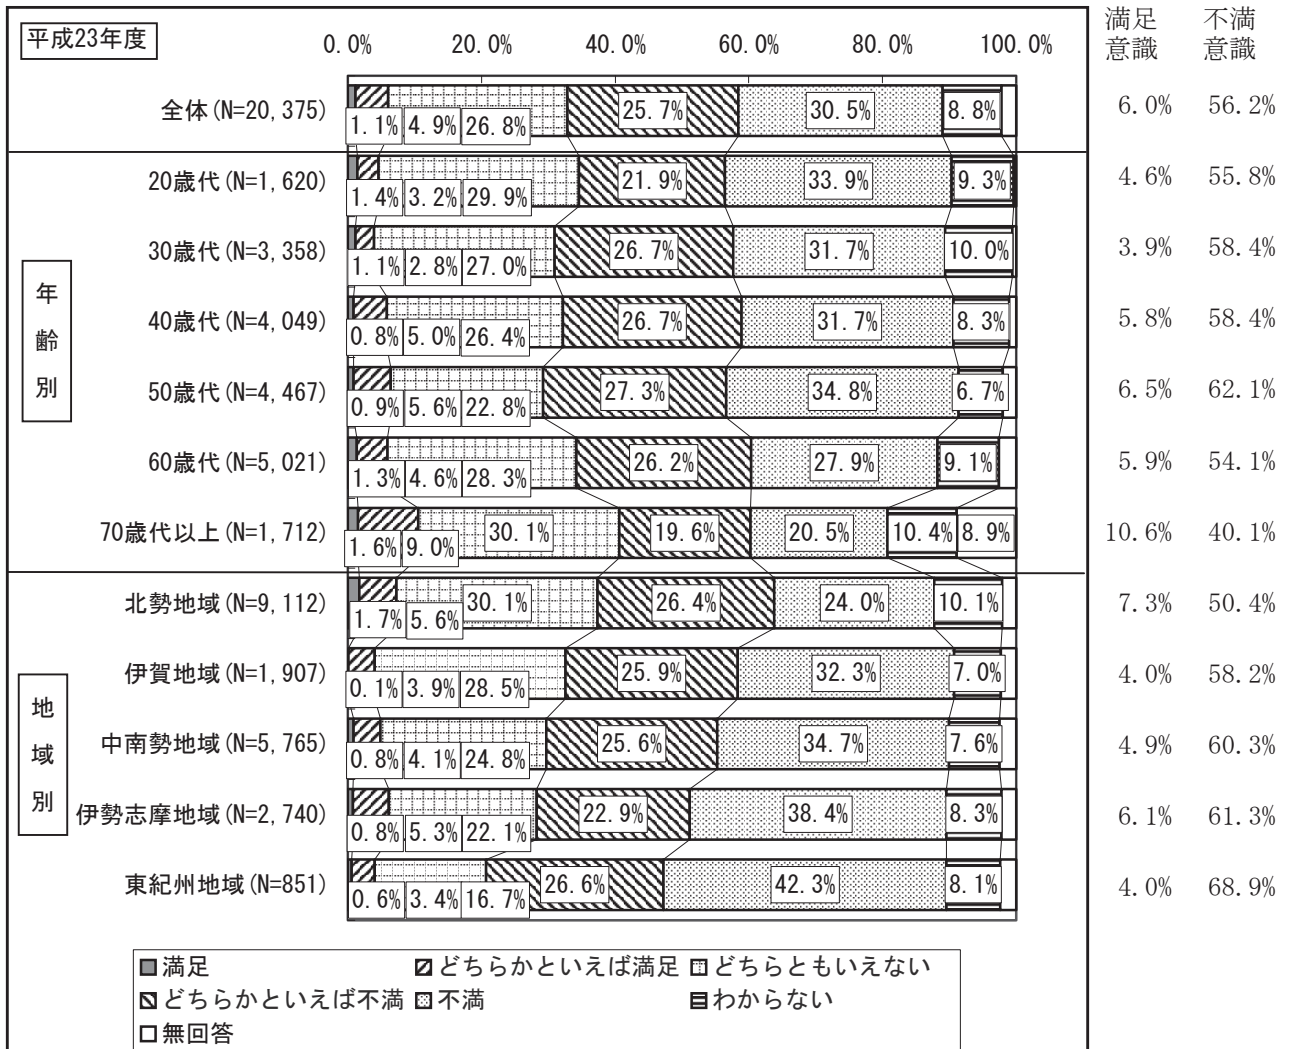 平成23年度
0.0% 20.0% 40.0% 60.0% 80.0% 100.0%
満足意識 不満意識
全体(N=20,375) 1.1% 4.9% 26.8% 25.7% 30.5% 8.8% 6.0% 56.2%
年齢別
20歳代(N=1,620) 1.4% 3.2% 29.9% 21.9% 33.9% 9.3% 4.6% 55.8%
30歳代(N=3,358) 1.1% 2.8% 27.0% 26.7% 31.7% 10.0% 3.9% 58.4%
40歳代(N=4,049) 0.8% 5.0% 26.4% 26.7% 31.7% 8.3% 5.8% 58.4%
50歳代(N=4,467) 0.9% 5.6% 22.8% 27.3% 34.8% 6.7% 6.5% 62.1%
60歳代(N=5,021) 1.3% 4.6% 28.3% 26.2% 27.9% 9.1% 5.9% 54.1%
70歳代以上(N=1,712) 1.6% 9.0% 30.1% 19.6% 20.5% 10.4% 8.9% 10.6% 40.1%
地域別
北勢地域(N=9,112) 1.7% 5.6% 30.1% 26.4% 24.0% 10.1% 7.3% 50.4%
伊賀地域(N=1,907) 0.1% 3.9% 28.5% 25.9% 32.3% 7.0% 4.0% 58.2%
中南勢地域(N=5,765) 0.8% 4.1% 24.8% 25.6% 34.7% 7.6% 4.9% 60.3%
伊勢志摩地域(N=2,740) 0.8% 5.3% 22.1% 22.9% 38.4% 8.3% 6.1% 61.3%
東紀州地域(N=851) 0.6% 3.4% 16.7% 26.6% 42.3% 8.1% 4.0% 68.9%
満足 どちらかといえば満足 どちらともいえない
どちらかといえば不満 不満 わからない
無回答